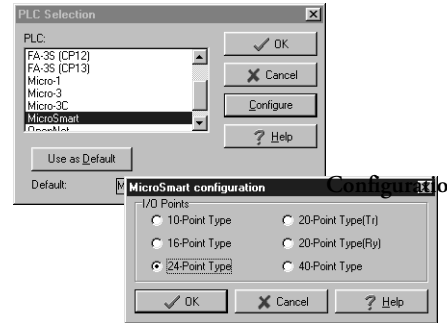 PLC Selection
PLC:
FA-3S (CP12)
FA-3S (CP13)
Micro-1
Micro-3
Micro-3C
MicroSmart
OpenNet
OK
Cancel
Configure
Help
Use as Default
Default:
M
MicroSmart configuration
Configuratio
I/O Points
10-Point Type
20-Point Type(Tr)
16-Point Type
20-Point Type(Ry)
24-Point Type
40-Point Type
OK
Cancel
Help